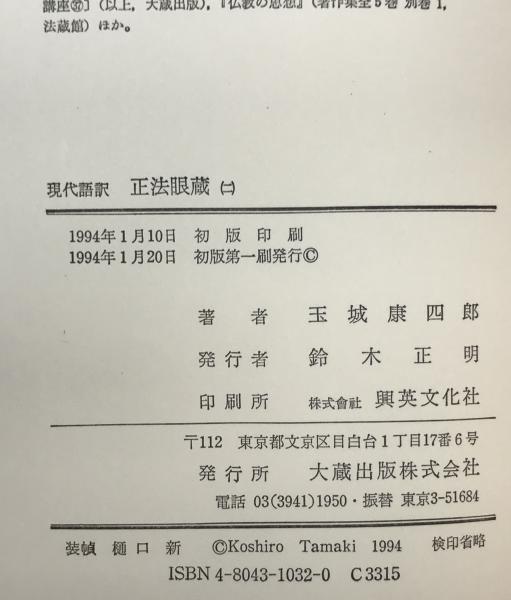 講座㊲〕(以上,大蔵出版),『仏教の思想』(著作集全5巻 別巻1,
法蔵館)ほか。
現代語訳 正法眼蔵 ㈡
1994年1月10日 初版印刷
1994年1月20日 初版第一刷発行©
著者 玉城康四郎
発行者 鈴木正明
印刷所 株式會社 興英文化社
〒112 東京都文京区目白台1丁目17番6号
発行所 大蔵出版株式会社
電話 03(3941)1950・振替 東京3-51684
装幀 樋口新 ©Koshiro Tamaki 1994 検印省略
ISBN 4-8043-1032-0 C3315